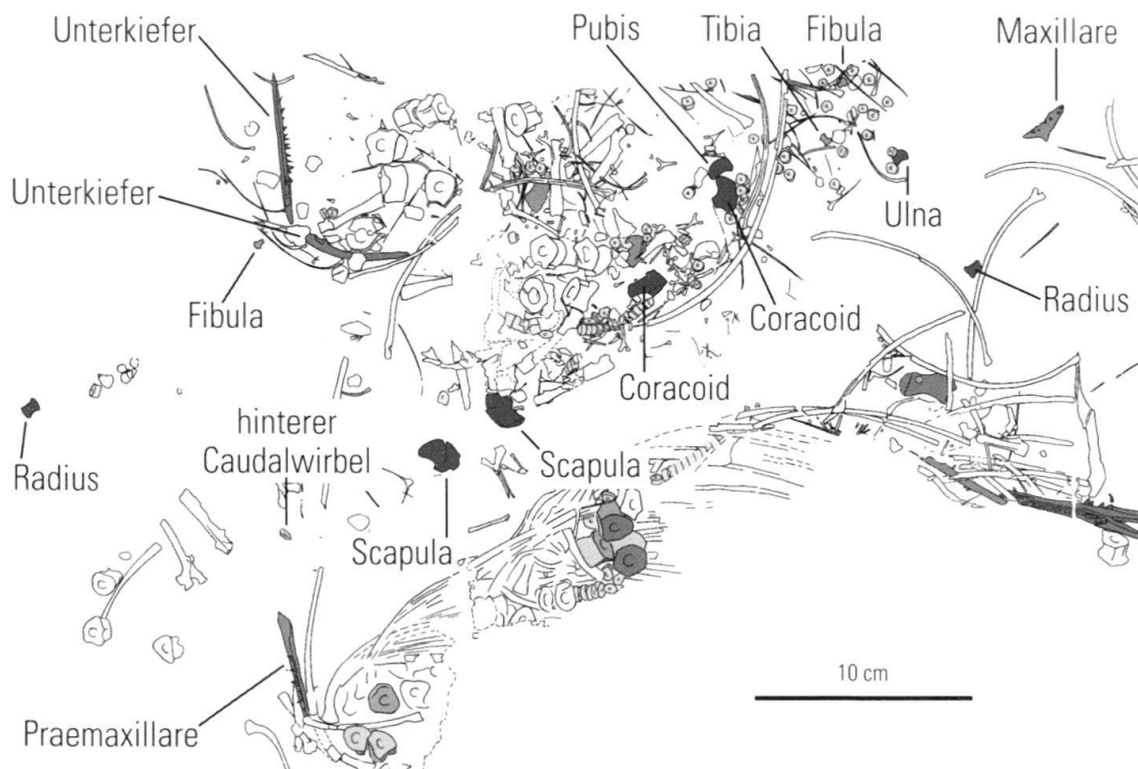 Unterkiefer
Pubis
Tibia
Fibula
Maxillare
Unterkiefer
Ulna
Fibula
Coracoid
Radius
Coracoid
hinterer
Caudalwirbel
Radius
Scapula
Scapula
10 cm
Praemaxillare